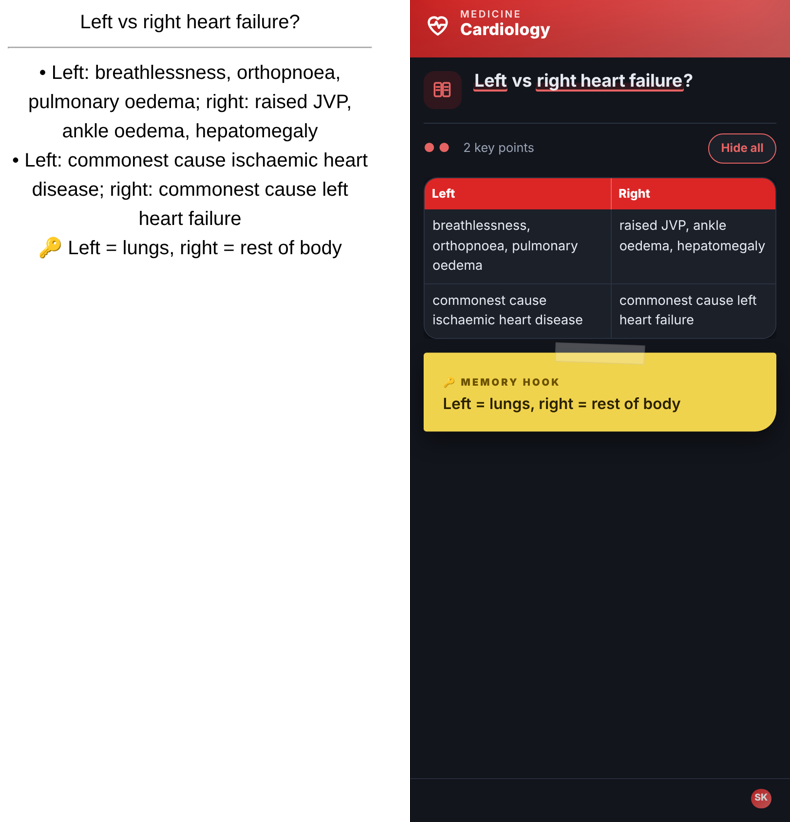 Left vs right heart failure?
• Left: breathlessness, orthopnoea,
pulmonary oedema; right: raised JVP,
ankle oedema, hepatomegaly
• Left: commonest cause ischaemic heart
disease; right: commonest cause left
heart failure
🔑 Left = lungs, right = rest of body
MEDICINE
Cardiology
Left vs right heart failure?
2 key points
Hide all
Left
Right
breathlessness,
orthopnoea, pulmonary
oedema
raised JVP, ankle
oedema, hepatomegaly
commonest cause
ischaemic heart disease
commonest cause left
heart failure
🔑 MEMORY HOOK
Left = lungs, right = rest of body
SK